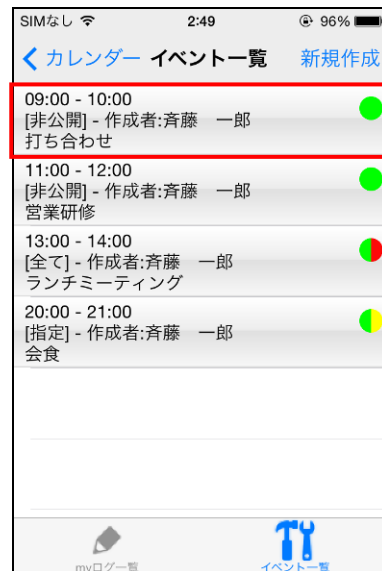 SIMなし 2:49 96%
カレンダー イベント一覧 新規作成
09:00 - 10:00
[非公開] - 作成者:斉藤　一郎
打ち合わせ
11:00 - 12:00
[非公開] - 作成者:斉藤　一郎
営業研修
13:00 - 14:00
[全て] - 作成者:斉藤　一郎
ランチミーティング
20:00 - 21:00
[指定] - 作成者:斉藤　一郎
会食
myログ一覧 イベント一覧